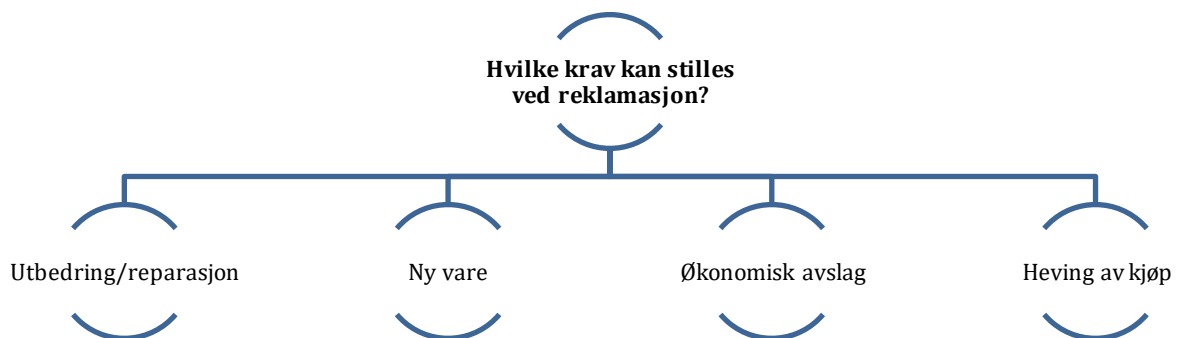 Hvilke krav kan stilles
ved reklamasjon?
Utbedring/reparasjon
Ny vare
Økonomisk avslag
Heving av kjøp